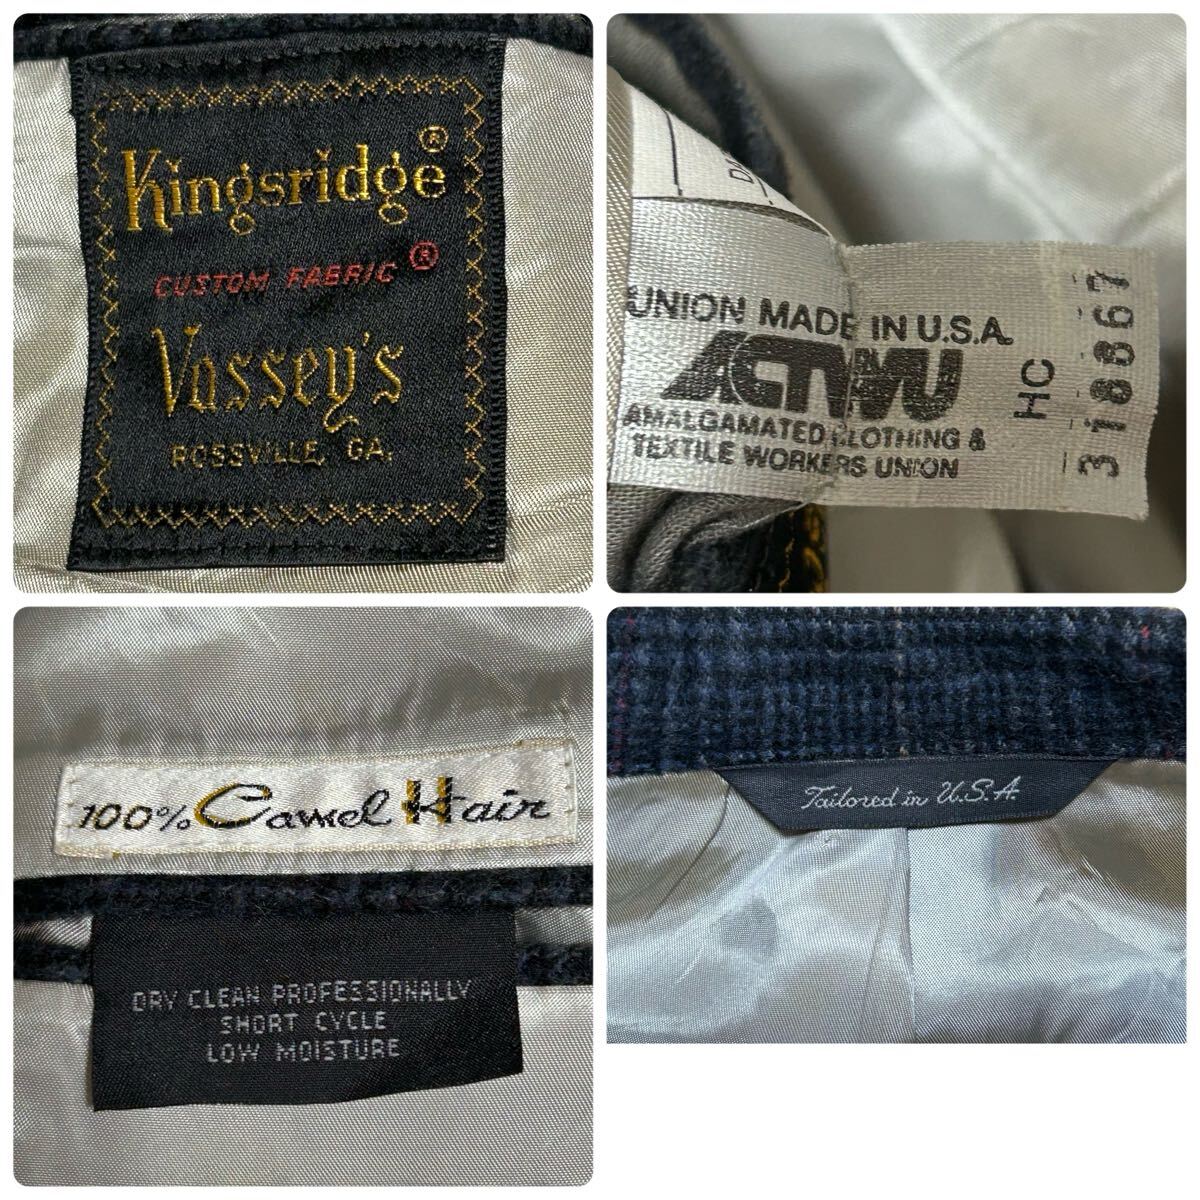 Kingsridge®
CUSTOM FABRIC®
Vassey's
ROSSVILLE, GA.
UNION MADE IN U.S.A.
ACTWU
AMALGAMATED CLOTHING &
TEXTILE WORKERS UNION
HC
318867
100% Camel Hair
DRY CLEAN PROFESSIONALLY
SHORT CYCLE
LOW MOISTURE
Tailored in U.S.A.